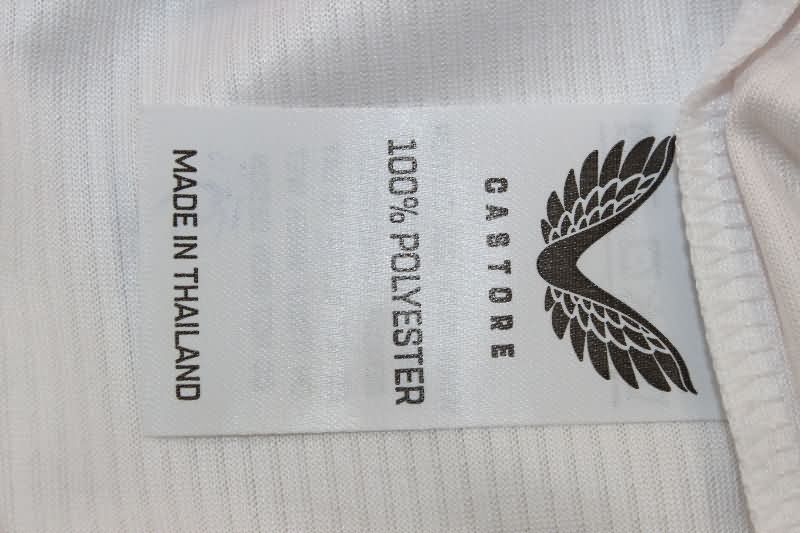 CASTORE
100% POLYESTER
MADE IN THAILAND